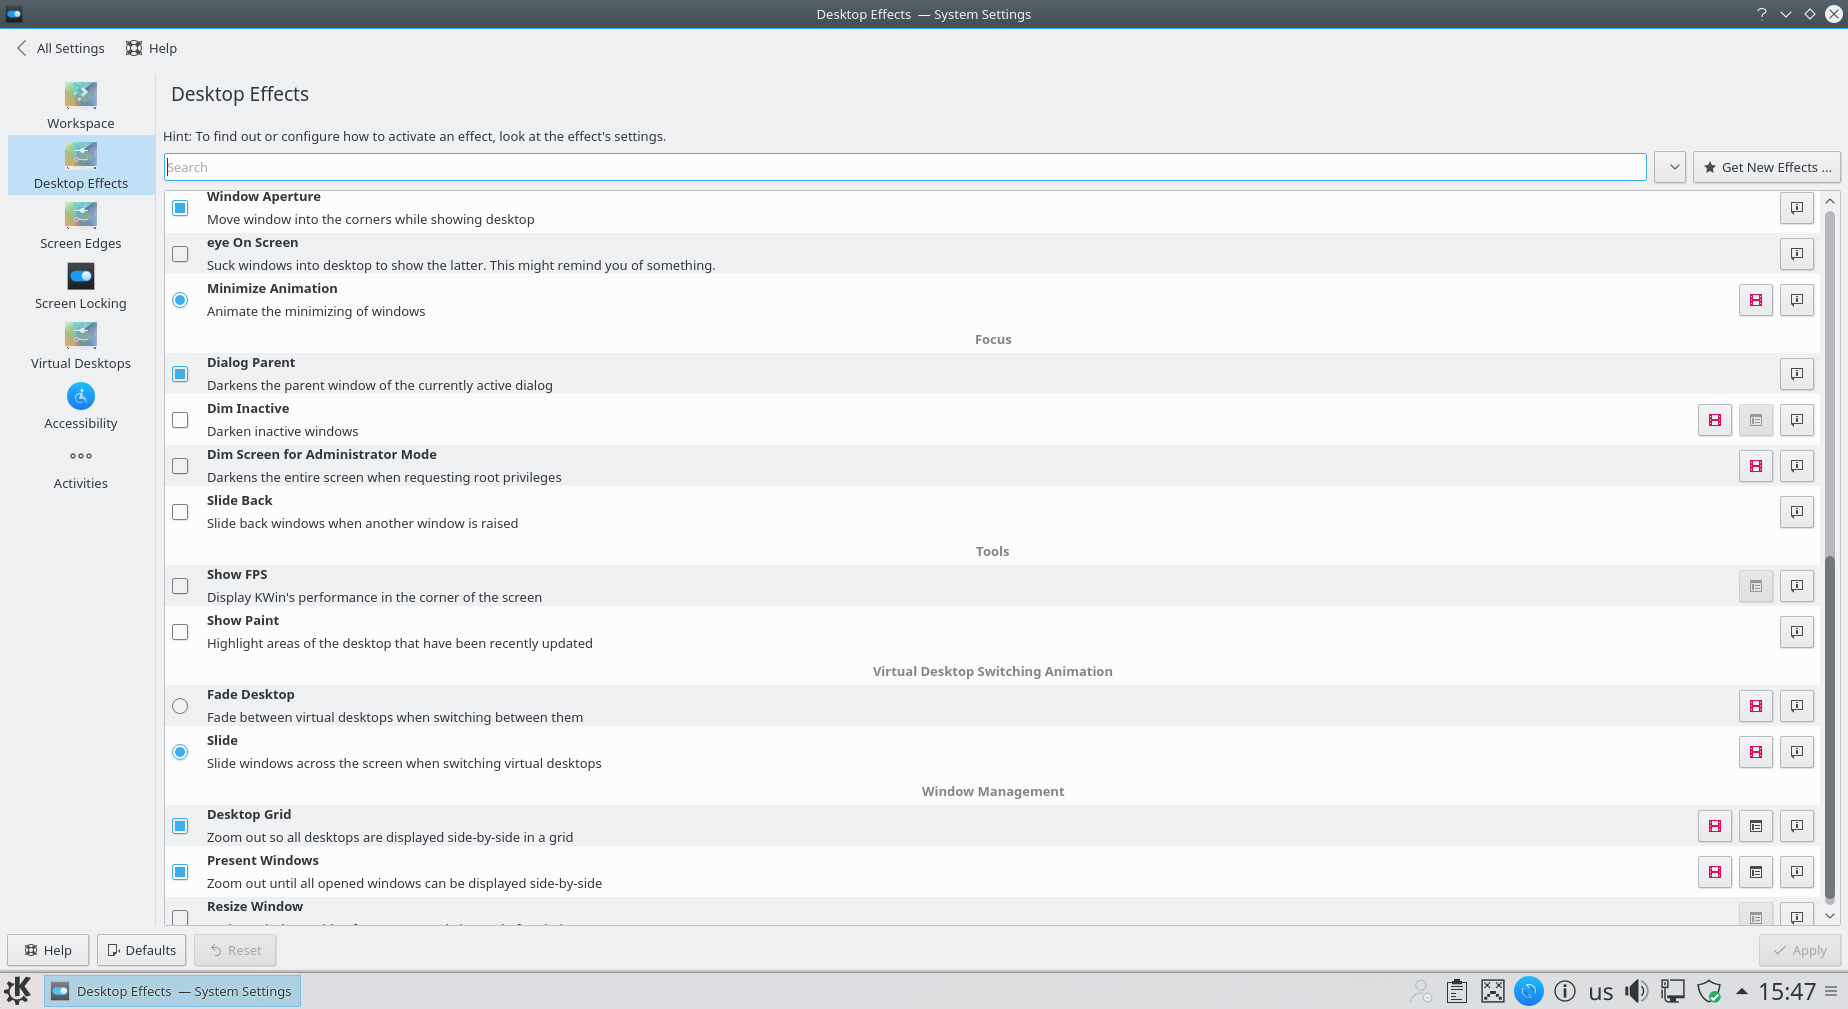 Desktop Effects — System Settings
All Settings
Help
Workspace
Desktop Effects
Screen Edges
Screen Locking
Virtual Desktops
Accessibility
Activities
Desktop Effects
Hint: To find out or configure how to activate an effect, look at the effect's settings.
Search
Get New Effects ...
Window Aperture
Move window into the corners while showing desktop
eye On Screen
Suck windows into desktop to show the latter. This might remind you of something.
Minimize Animation
Animate the minimizing of windows
Focus
Dialog Parent
Darkens the parent window of the currently active dialog
Dim Inactive
Darken inactive windows
Dim Screen for Administrator Mode
Darkens the entire screen when requesting root privileges
Slide Back
Slide back windows when another window is raised
Tools
Show FPS
Display KWin's performance in the corner of the screen
Show Paint
Highlight areas of the desktop that have been recently updated
Virtual Desktop Switching Animation
Fade Desktop
Fade between virtual desktops when switching between them
Slide
Slide windows across the screen when switching virtual desktops
Window Management
Desktop Grid
Zoom out so all desktops are displayed side-by-side in a grid
Present Windows
Zoom out until all opened windows can be displayed side-by-side
Resize Window
Help
Defaults
Reset
Apply
Desktop Effects — System Settings
us
15:47